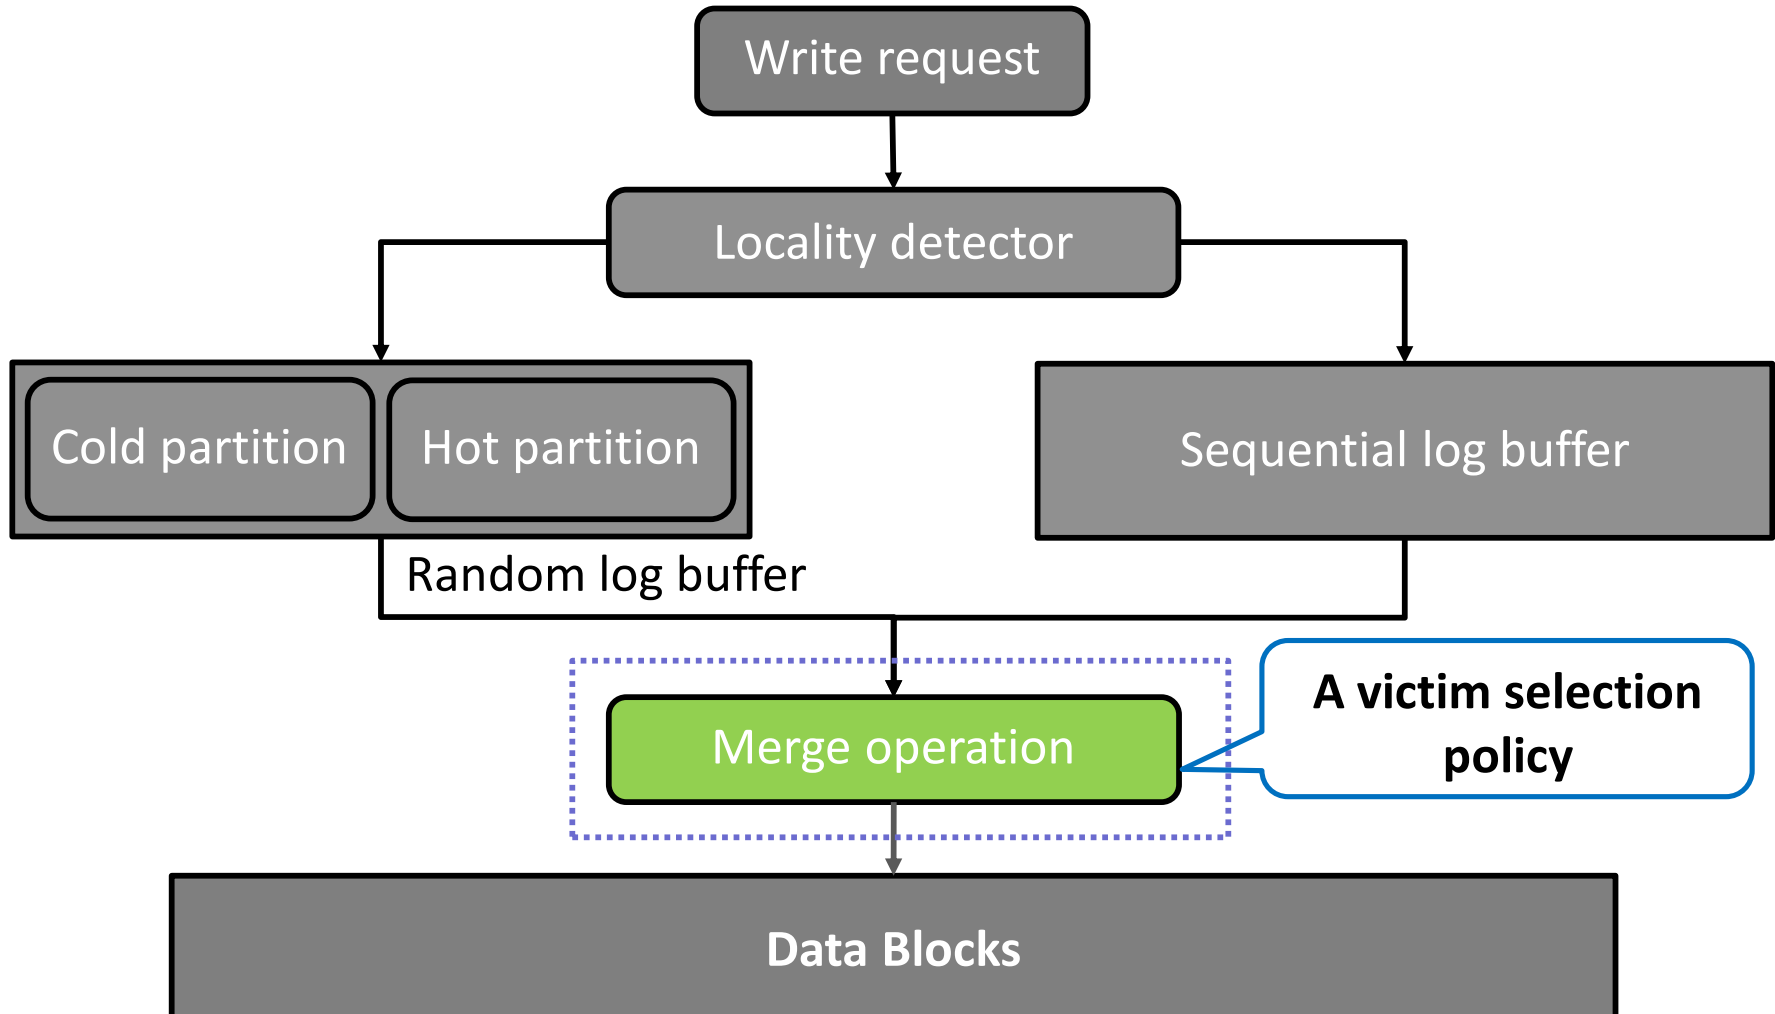 Write request
Locality detector
Cold partition
Hot partition
Sequential log buffer
Random log buffer
A victim selection
policy
Merge operation
Data Blocks